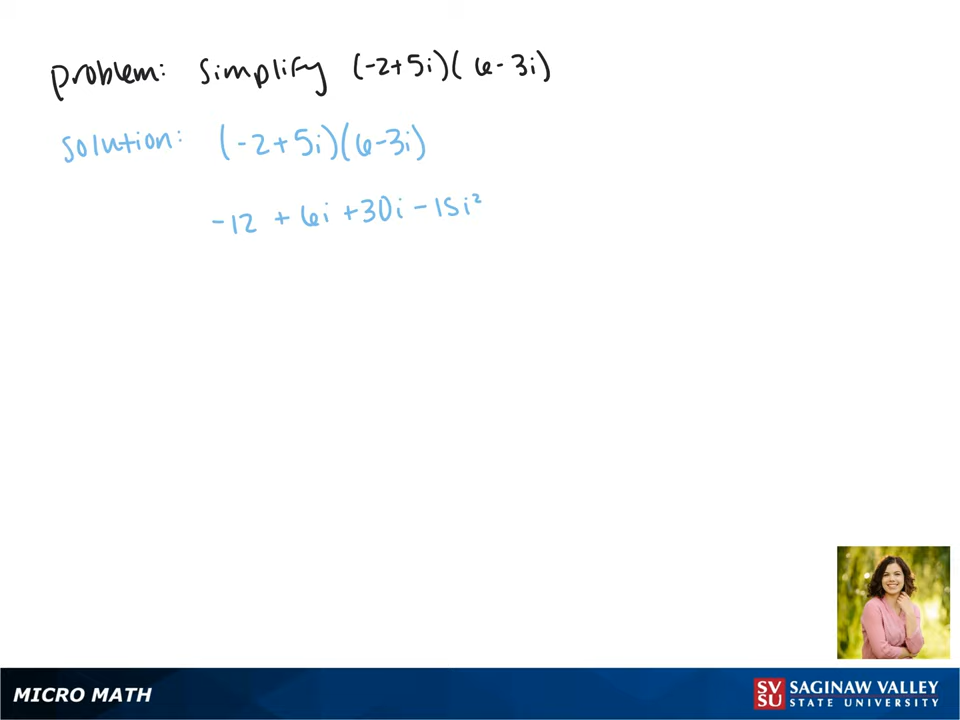 problem: simplify (-2+5i)(6-3i)
solution: (-2+5i)(6-3i)
-12 + 6i +30i -15i²
MICRO MATH
SV
SU
SAGINAW VALLEY
STATE UNIVERSITY